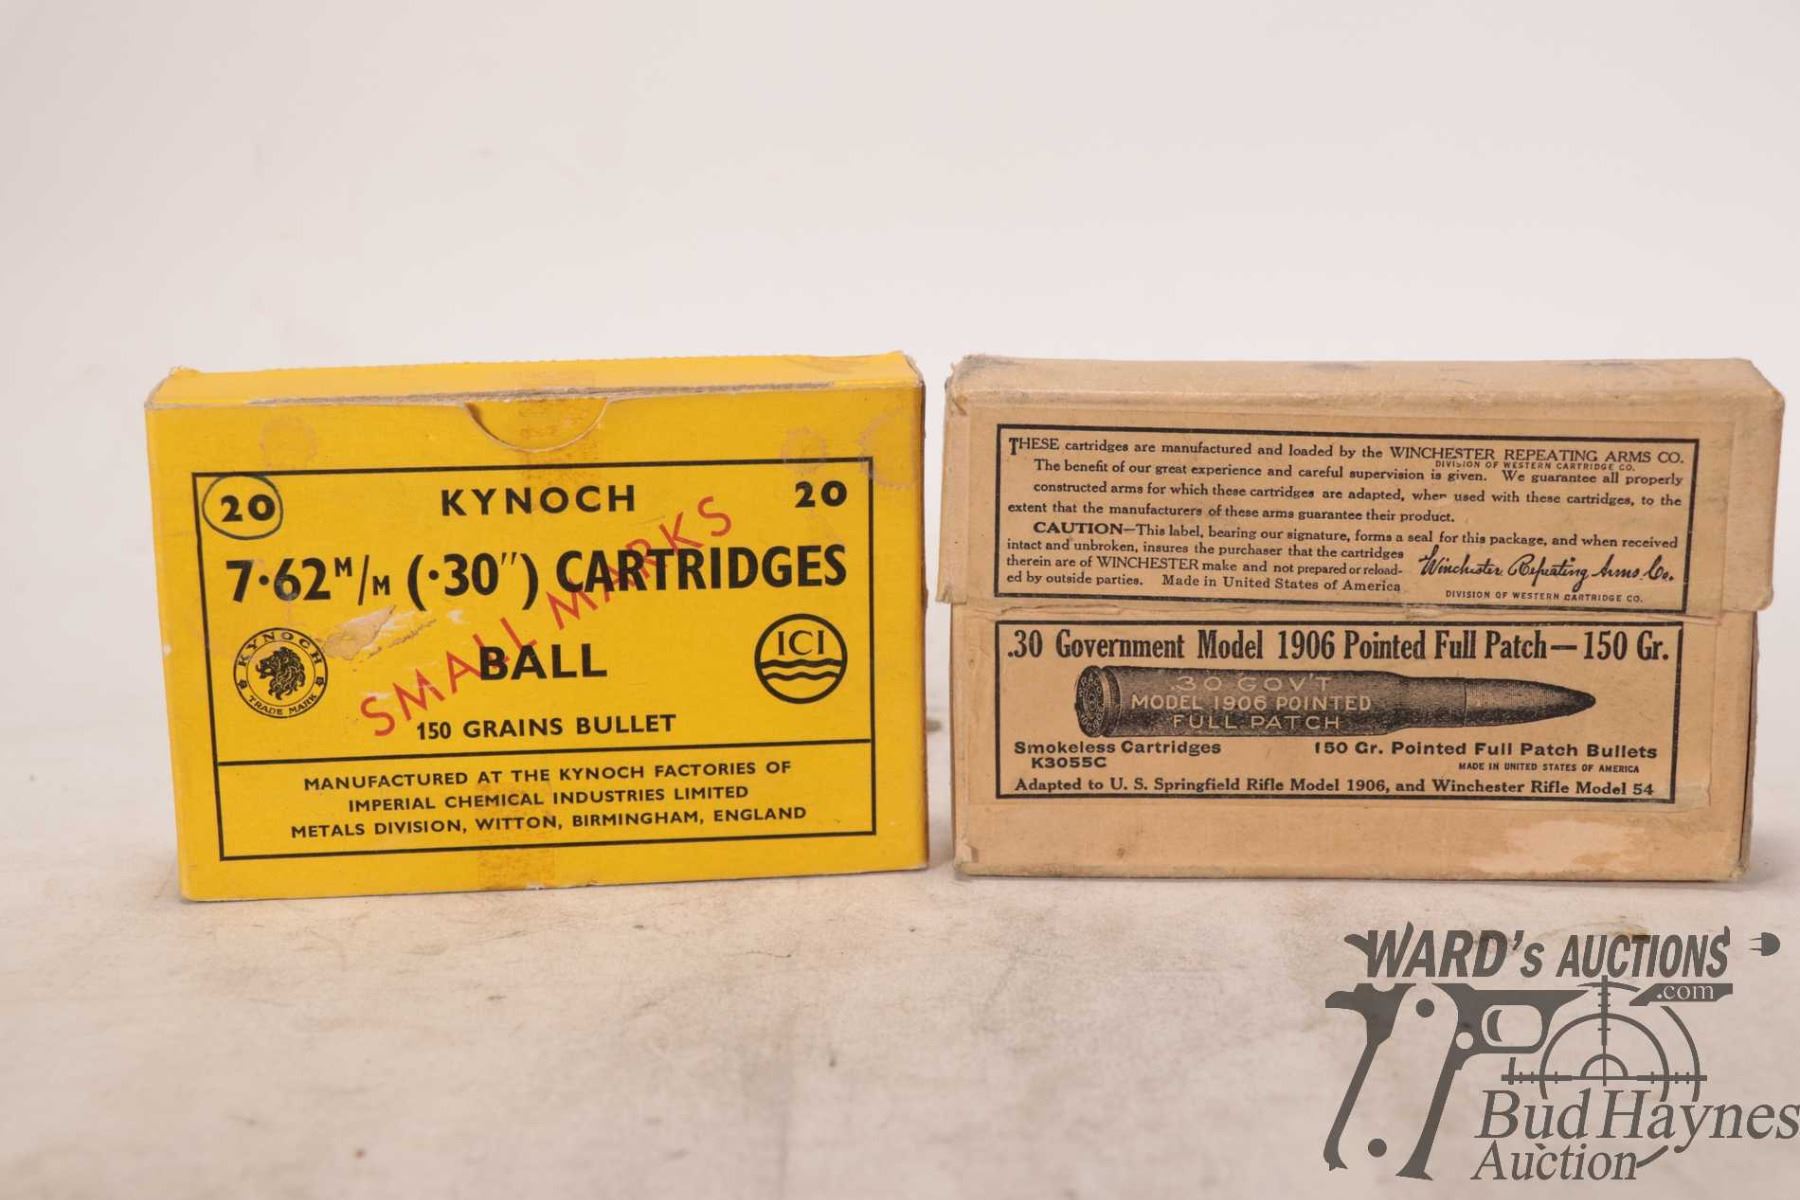 20 KYNOCH 20
7·62 M/M (·30") CARTRIDGES
SMALL MARKS
KYNOCH
TRADE MARK
BALL
ICI
150 GRAINS BULLET
MANUFACTURED AT THE KYNOCH FACTORIES OF
IMPERIAL CHEMICAL INDUSTRIES LIMITED
METALS DIVISION, WITTON, BIRMINGHAM, ENGLAND
THESE cartridges are manufactured and loaded by the WINCHESTER REPEATING ARMS CO.
DIVISION OF WESTERN CARTRIDGE CO.
The benefit of our great experience and careful supervision is given. We guarantee all properly
constructed arms for which these cartridges are adapted, when used with these cartridges, to the
extent that the manufacturers of these arms guarantee their product.
CAUTION—This label, bearing our signature, forms a seal for this package, and when received
intact and unbroken, insures the purchaser that the cartridges
therein are of WINCHESTER make and not prepared or reload-
ed by outside parties. Made in United States of America
Winchester Repeating Arms Co.
DIVISION OF WESTERN CARTRIDGE CO.
.30 Government Model 1906 Pointed Full Patch—150 Gr.
.30 GOV'T
MODEL 1906 POINTED
FULL PATCH
Smokeless Cartridges 150 Gr. Pointed Full Patch Bullets
K3055C MADE IN UNITED STATES OF AMERICA
Adapted to U. S. Springfield Rifle Model 1906, and Winchester Rifle Model 54
WARD's AUCTIONS
.com
Bud Haynes
Auction